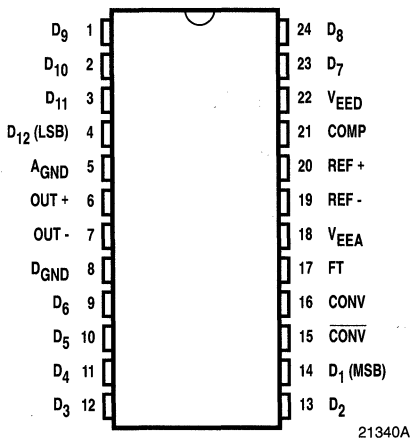 D9 1 24 D8
D10 2 23 D7
D11 3 22 VEED
D12 (LSB) 4 21 COMP
AGND 5 20 REF +
OUT + 6 19 REF -
OUT - 7 18 VEEA
DGND 8 17 FT
D6 9 16 CONV
D5 10 15 CONV
D4 11 14 D1 (MSB)
D3 12 13 D2
21340A